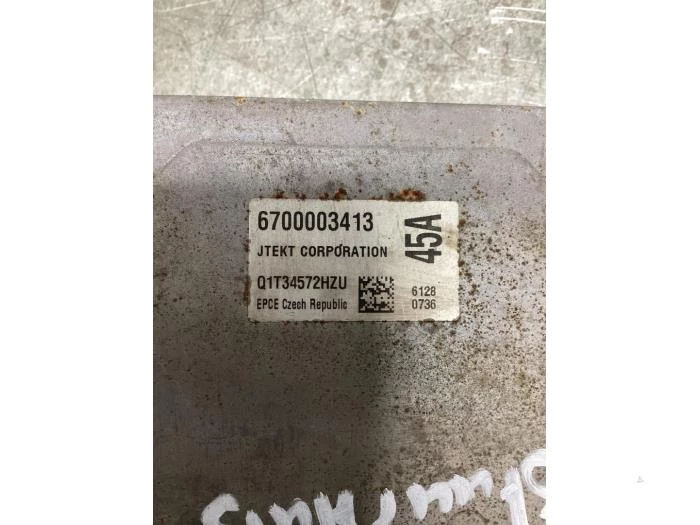 6700003413
45A
JTEKT CORPORATION
Q1T34572HZU
6128
EPCE Czech Republic
0736